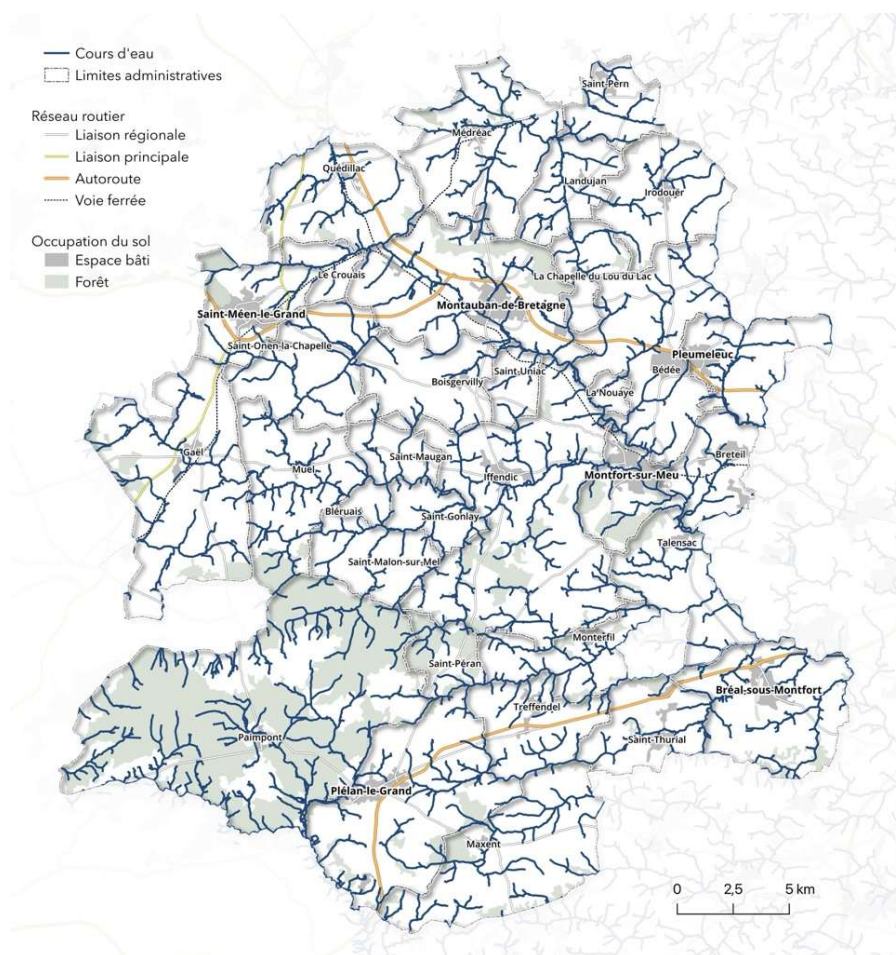 Cours d'eau
Limites administratives
Réseau routier
Liaison régionale
Liaison principale
Autoroute
Voie ferrée
Occupation du sol
Espace bâti
Forêt
Saint-Pern
Médréac
Quédillac
Landujan
Irodouer
Le Crouais
La Chapelle du Lou du Lac
Montauban-de-Bretagne
Saint-Méen-le-Grand
Saint-Onen-la-Chapelle
Pleumeleuc
Bédée
Saint-Uniac
Boisgervilly
La Nouaye
Gaël
Saint-Maugan
Breteil
Muel
Iffendic
Montfort-sur-Meu
Bléruais
Saint-Gonlay
Talensac
Saint-Malon-sur-Mel
Monterfil
Saint-Péran
Bréal-sous-Montfort
Treffendel
Paimpont
Saint-Thurial
Plélan-le-Grand
Maxent
0 2,5 5 km